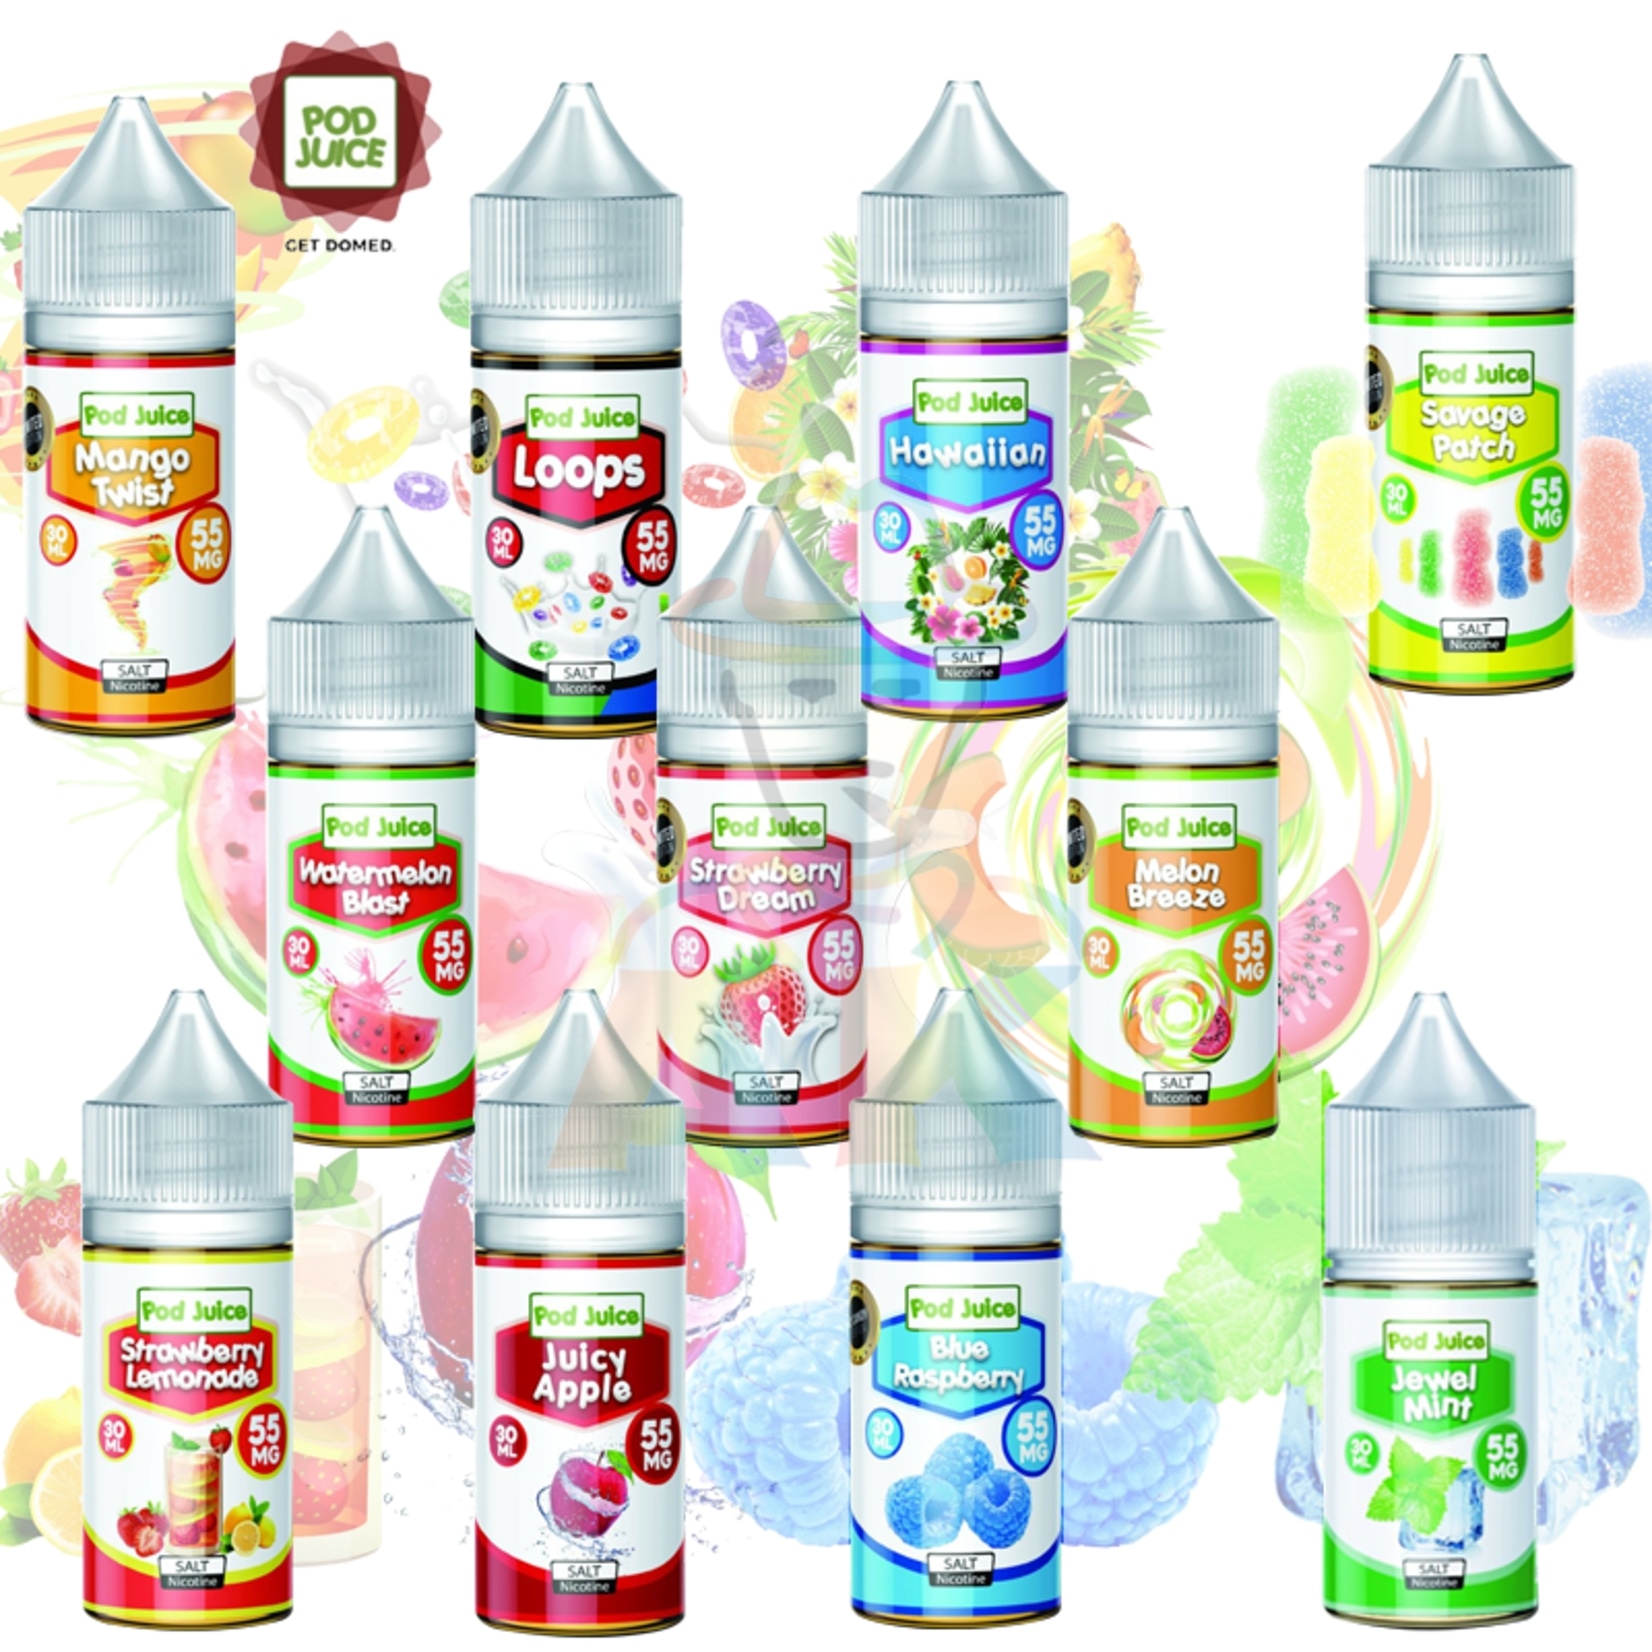 POD
JUICE
GET DOMED.
Pod Juice
Mango
Twist
30
ML
55
MG
SALT
Nicotine
Pod Juice
Loops
30
ML
55
MG
SALT
Nicotine
Pod Juice
Hawaiian
30
ML
55
MG
SALT
Nicotine
Pod Juice
Savage
Patch
30
ML
55
MG
SALT
Nicotine
Pod Juice
Watermelon
Blast
30
ML
55
MG
SALT
Nicotine
Pod Juice
Strawberry
Dream
30
ML
55
MG
SALT
Nicotine
Pod Juice
Melon
Breeze
30
ML
55
MG
SALT
Nicotine
Pod Juice
Strawberry
Lemonade
30
ML
55
MG
SALT
Nicotine
Pod Juice
Juicy
Apple
30
ML
55
MG
SALT
Nicotine
Pod Juice
Blue
Raspberry
30
ML
55
MG
SALT
Nicotine
Pod Juice
Jewel
Mint
30
ML
55
MG
SALT
Nicotine